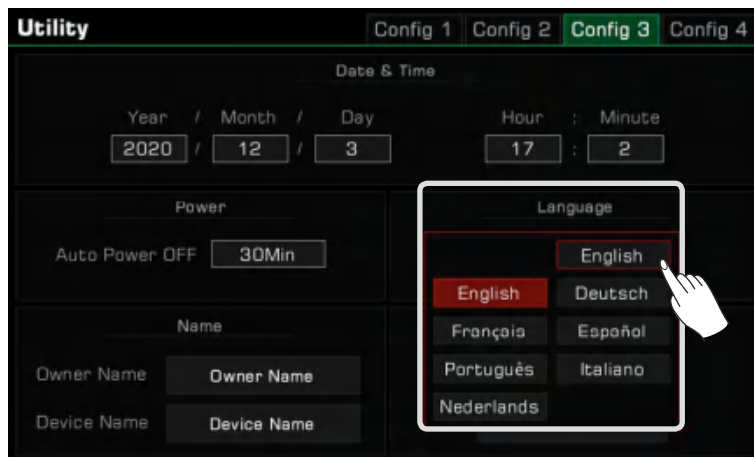 Utility Config 1 Config 2 Config 3 Config 4
Date & Time
Year / Month / Day Hour : Minute
2020 / 12 / 3 17 : 2
Power
Auto Power OFF 30Min
Name
Owner Name Owner Name
Device Name Device Name
Language
English
English Deutsch
Français Español
Português Italiano
Nederlands